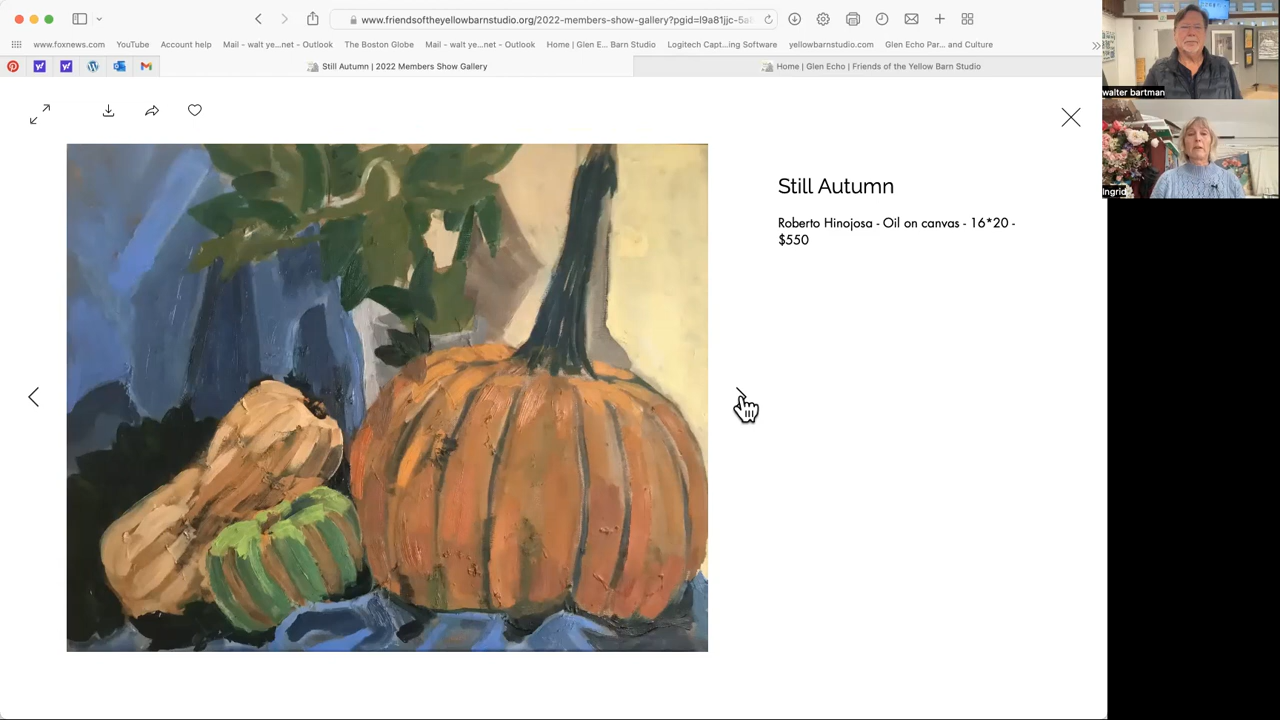 www.friendsoftheyellowbarnstudio.org/2022-members-show-gallery?pgid=l9a81jjc-5a
www.foxnews.com YouTube Account help Mail - walt ye...net - Outlook The Boston Globe Mail - walt ye...net - Outlook Home | Glen E... Barn Studio Logitech Capt...ing Software yellowbarnstudio.com Glen Echo Par... and Culture
Still Autumn | 2022 Members Show Gallery
Home | Glen Echo | Friends of the Yellow Barn Studio
walter bartman
Ingrid
Still Autumn
Roberto Hinojosa - Oil on canvas - 16*20 -
$550